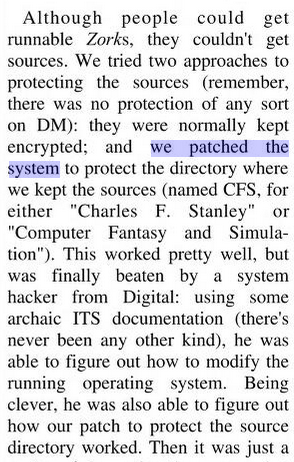 Although people could get
runnable Zorks, they couldn't get
sources. We tried two approaches to
protecting the sources (remember,
there was no protection of any sort
on DM): they were normally kept
encrypted; and we patched the
system to protect the directory where
we kept the sources (named CFS, for
either "Charles F. Stanley" or
"Computer Fantasy and Simula-
tion"). This worked pretty well, but
was finally beaten by a system
hacker from Digital: using some
archaic ITS documentation (there's
never been any other kind), he was
able to figure out how to modify the
running operating system. Being
clever, he was also able to figure out
how our patch to protect the source
directory worked. Then it was just a